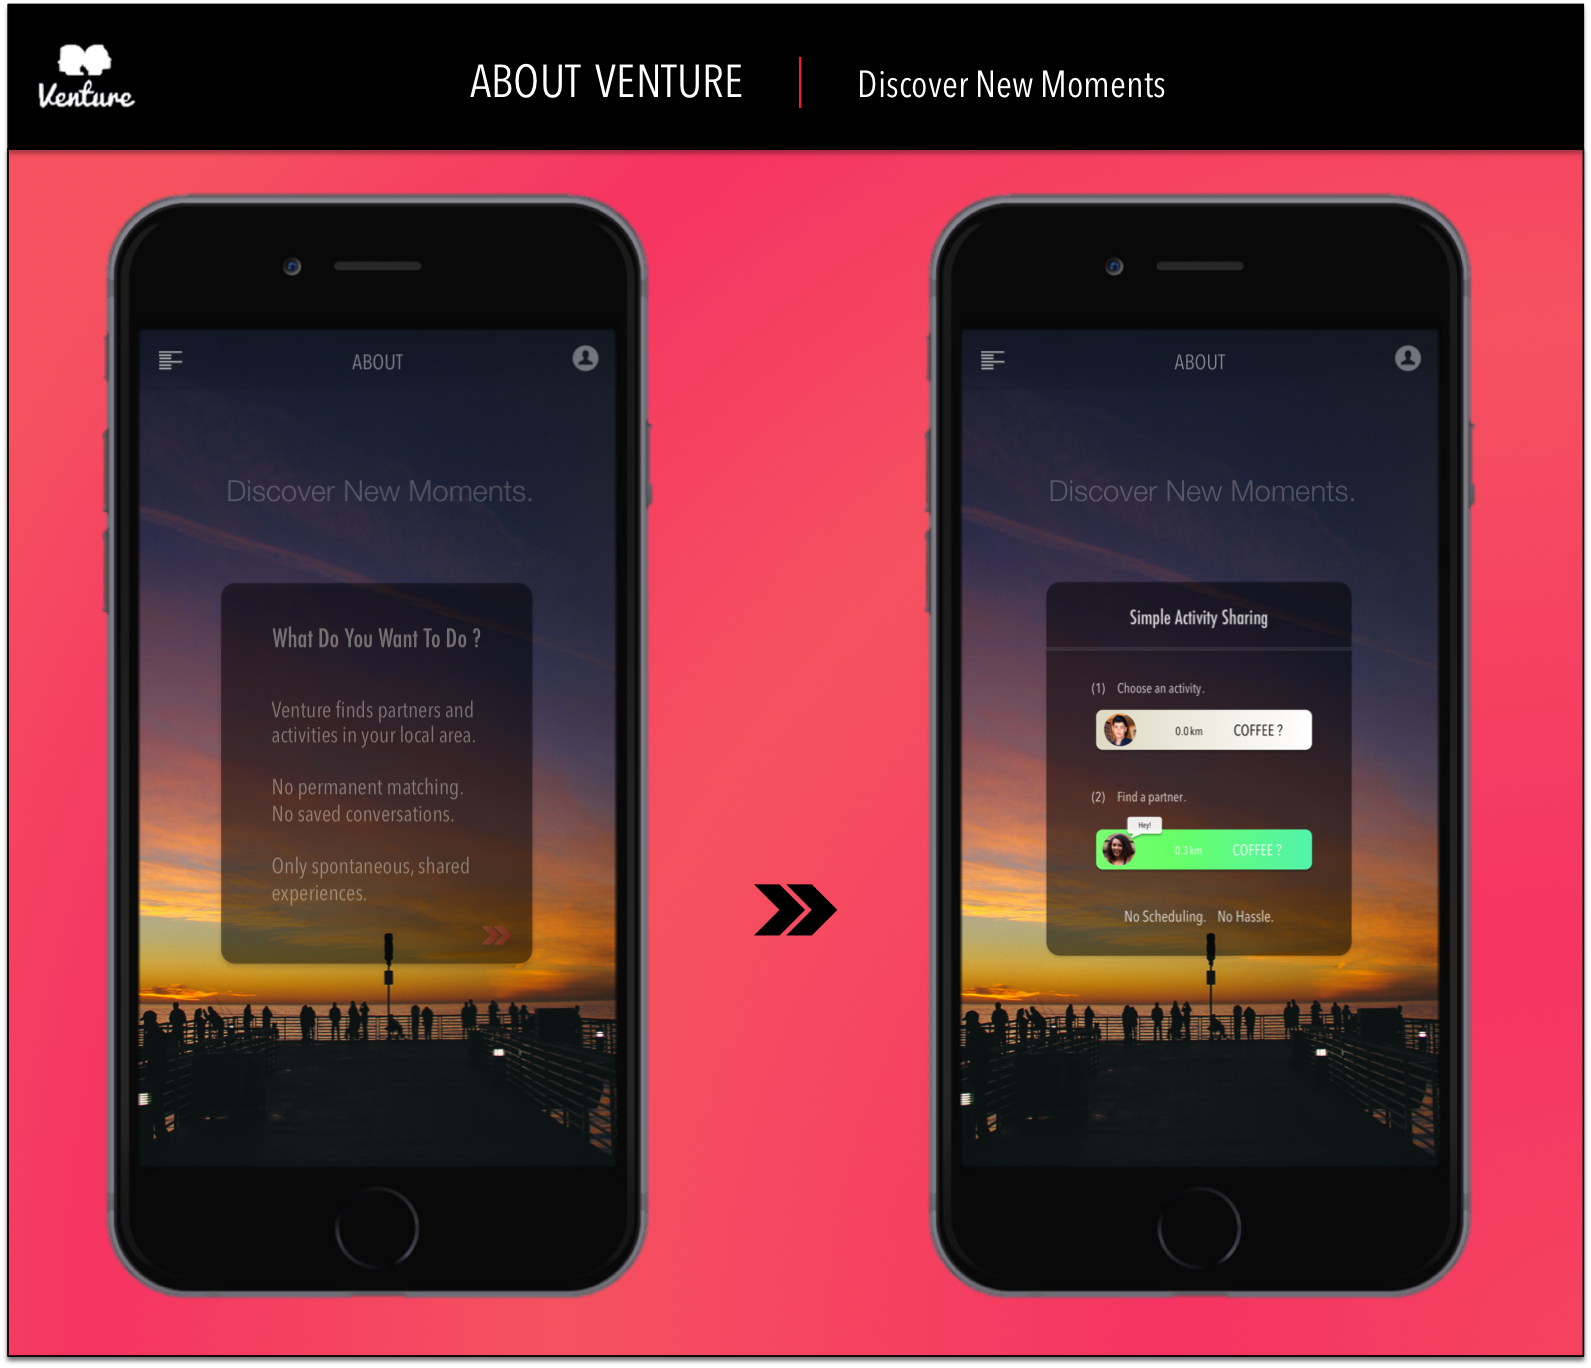 Venture
ABOUT VENTURE
Discover New Moments
ABOUT
Discover New Moments.
What Do You Want To Do ?
Venture finds partners and
activities in your local area.
No permanent matching.
No saved conversations.
Only spontaneous, shared
experiences.
ABOUT
Discover New Moments.
Simple Activity Sharing
(1) Choose an activity.
0.0 km COFFEE ?
(2) Find a partner.
Hey!
0.3 km COFFEE ?
No Scheduling. No Hassle.